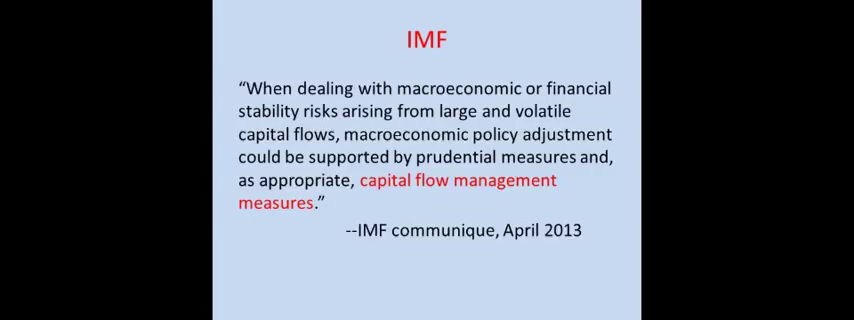 IMF
“When dealing with macroeconomic or financial
stability risks arising from large and volatile
capital flows, macroeconomic policy adjustment
could be supported by prudential measures and,
as appropriate, capital flow management
measures.”
--IMF communique, April 2013